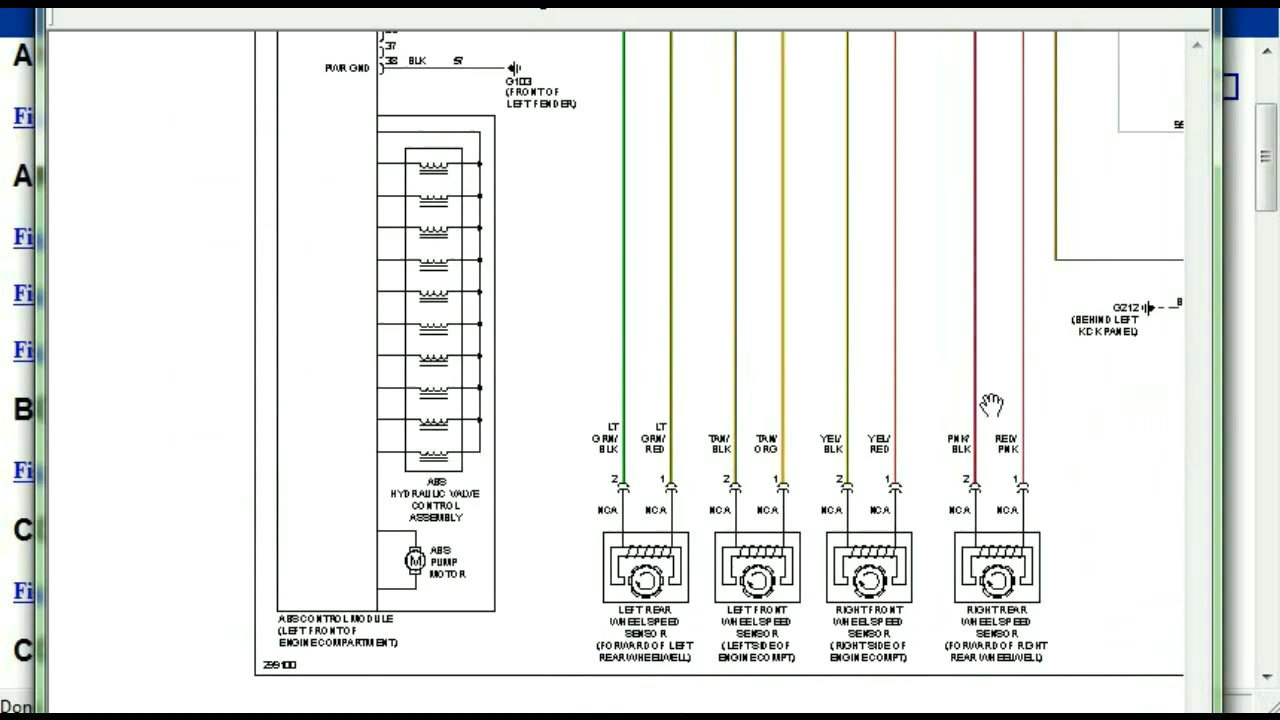 A
Fi
A
Fi
Fi
Fi
B
Fi
C
Fi
C
Don
37
PWR GND
38 BLK 57
G103
(FRONT OF
LEFT FENDER)
ABS
HYDRAULIC VALVE
CONTROL
ASSEMBLY
M
ABS
PUMP
MOTOR
ABS CONTROL MODULE
(LEFT FRONT OF
ENGINE COMPARTMENT)
299100
G212
(BEHIND LEFT
KCK PANEL)
B
LT
GRN/
BLK
LT
GRN/
RED
TAN/
BLK
TAN/
ORG
YEL/
BLK
YEL/
RED
PNK/
BLK
RED/
PNK
2 1 2 1 2 1 2 1
NCA NCA NCA NCA NCA NCA NCA NCA
LEFT REAR
WHEEL SPEED
SENSOR
(FORWARD OF LEFT
REAR WHEELWELL)
LEFT FRONT
WHEEL SPEED
SENSOR
(LEFT SIDE OF
ENGINE COMPT)
RIGHT FRONT
WHEEL SPEED
SENSOR
(RIGHT SIDE OF
ENGINE COMPT)
RIGHT REAR
WHEEL SPEED
SENSOR
(FORWARD OF RIGHT
REAR WHEELWELL)